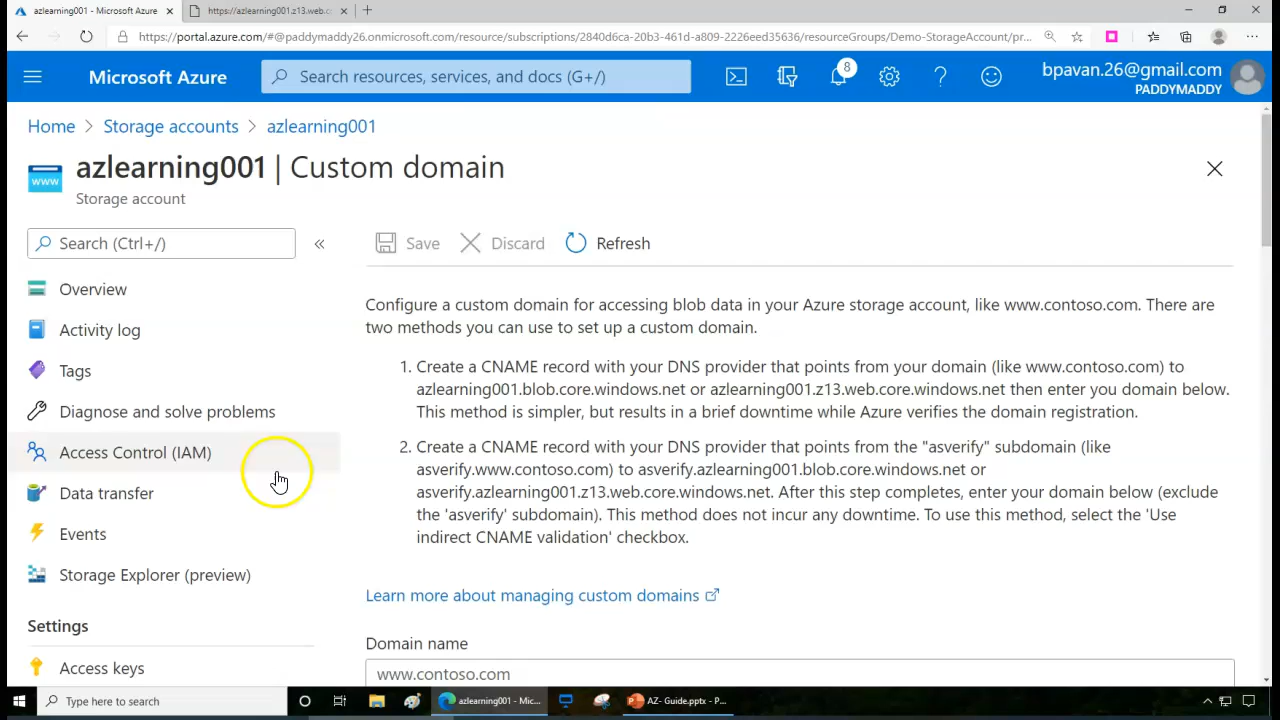 azlearning001 - Microsoft Azure
https://azlearning001.z13.web.c
https://portal.azure.com/#@paddymaddy26.onmicrosoft.com/resource/subscriptions/2840d6ca-20b3-461d-a809-2226eed35636/resourceGroups/Demo-StorageAccount/pr...
Microsoft Azure
Search resources, services, and docs (G+/)
8
bpavan.26@gmail.com
PADDYMADDY
Home > Storage accounts > azlearning001
www
azlearning001 | Custom domain
Storage account
Search (Ctrl+/)
«
Save
Discard
Refresh
Overview
Activity log
Tags
Diagnose and solve problems
Access Control (IAM)
Data transfer
Events
Storage Explorer (preview)
Settings
Access keys
Configure a custom domain for accessing blob data in your Azure storage account, like www.contoso.com. There are
two methods you can use to set up a custom domain.
1. Create a CNAME record with your DNS provider that points from your domain (like www.contoso.com) to
azlearning001.blob.core.windows.net or azlearning001.z13.web.core.windows.net then enter you domain below.
This method is simpler, but results in a brief downtime while Azure verifies the domain registration.
2. Create a CNAME record with your DNS provider that points from the "asverify" subdomain (like
asverify.www.contoso.com) to asverify.azlearning001.blob.core.windows.net or
asverify.azlearning001.z13.web.core.windows.net. After this step completes, enter your domain below (exclude
the 'asverify' subdomain). This method does not incur any downtime. To use this method, select the 'Use
indirect CNAME validation' checkbox.
Learn more about managing custom domains
Domain name
www.contoso.com
Type here to search
azlearning001 - Mic...
AZ- Guide.pptx - P...